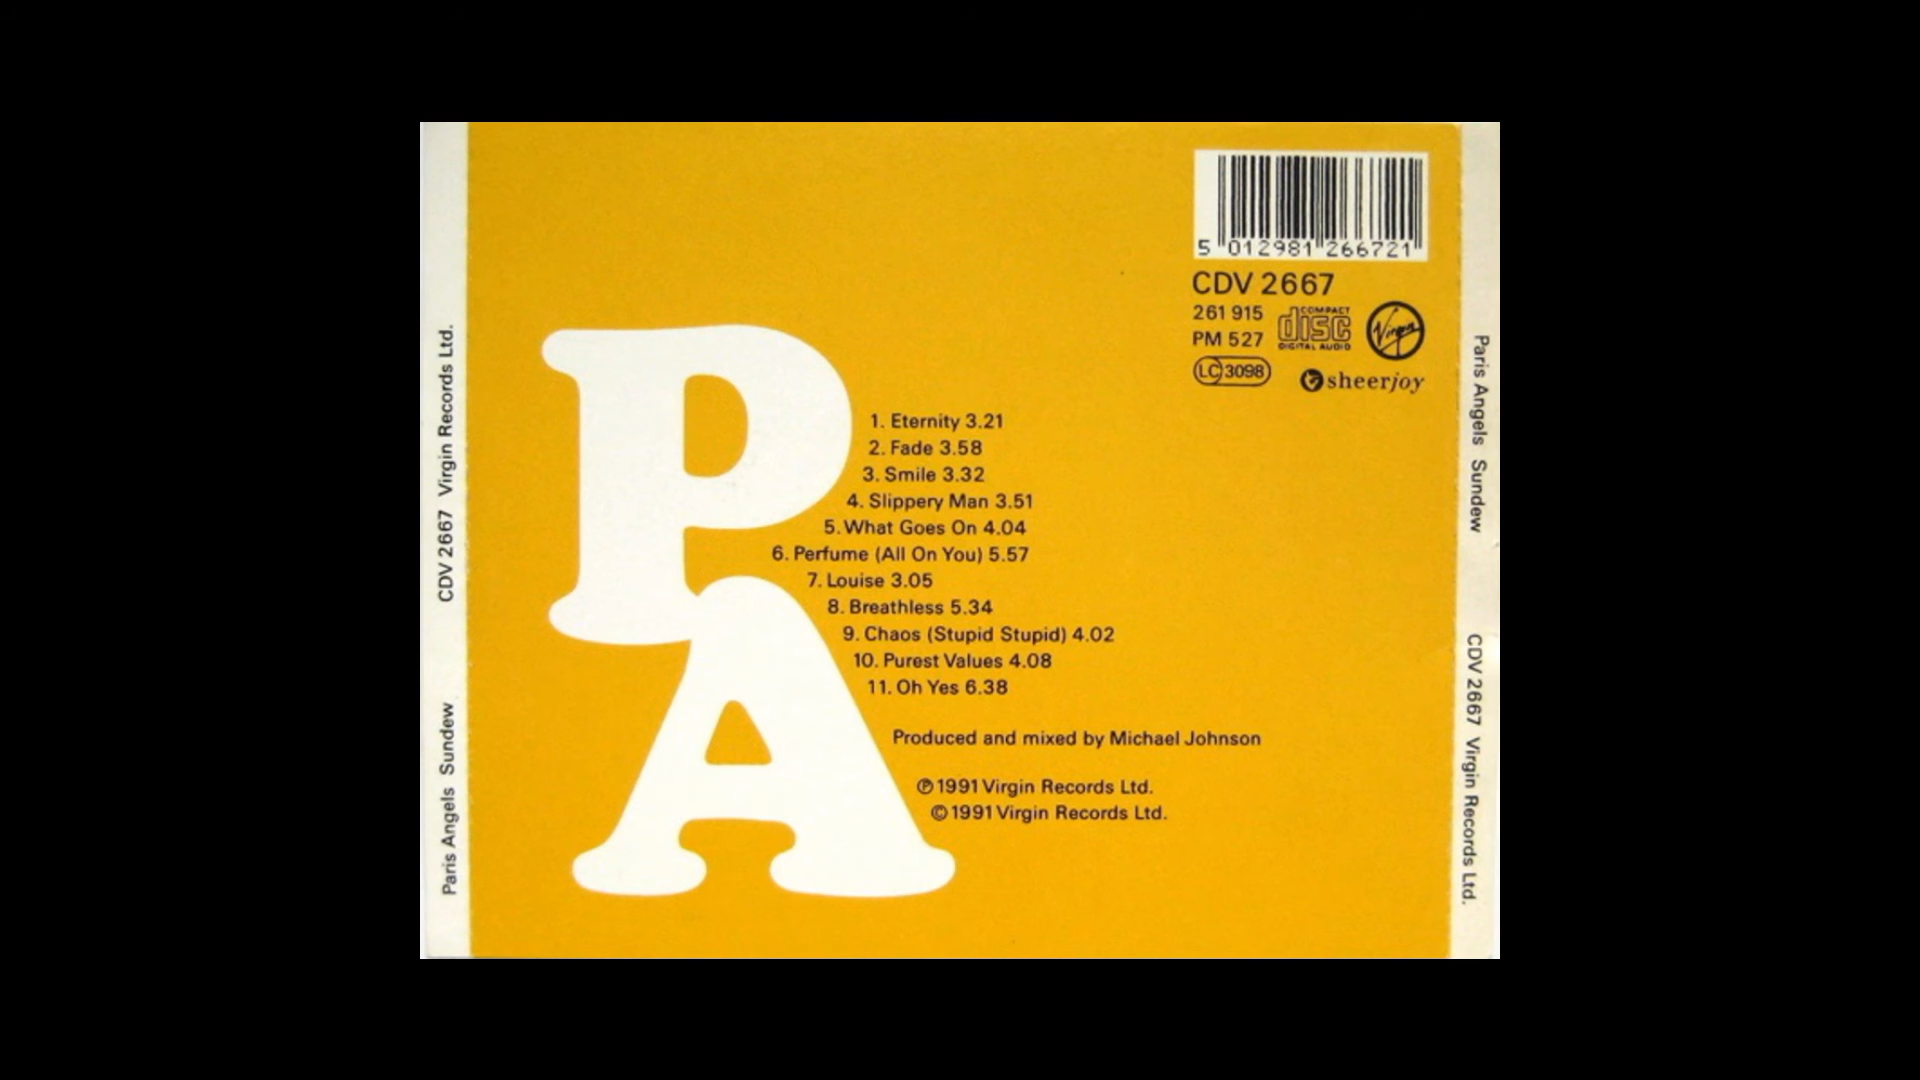 CDV 2667 Virgin Records Ltd.
Paris Angels Sundew
P
A
5 012981 266721
CDV 2667
261 915
PM 527
COMPACT
disc
DIGITAL AUDIO
Virgin
LC 3098
sheerjoy
1. Eternity 3.21
2. Fade 3.58
3. Smile 3.32
4. Slippery Man 3.51
5. What Goes On 4.04
6. Perfume (All On You) 5.57
7. Louise 3.05
8. Breathless 5.34
9. Chaos (Stupid Stupid) 4.02
10. Purest Values 4.08
11. Oh Yes 6.38
Produced and mixed by Michael Johnson
℗ 1991 Virgin Records Ltd.
© 1991 Virgin Records Ltd.
Paris Angels Sundew
CDV 2667 Virgin Records Ltd.